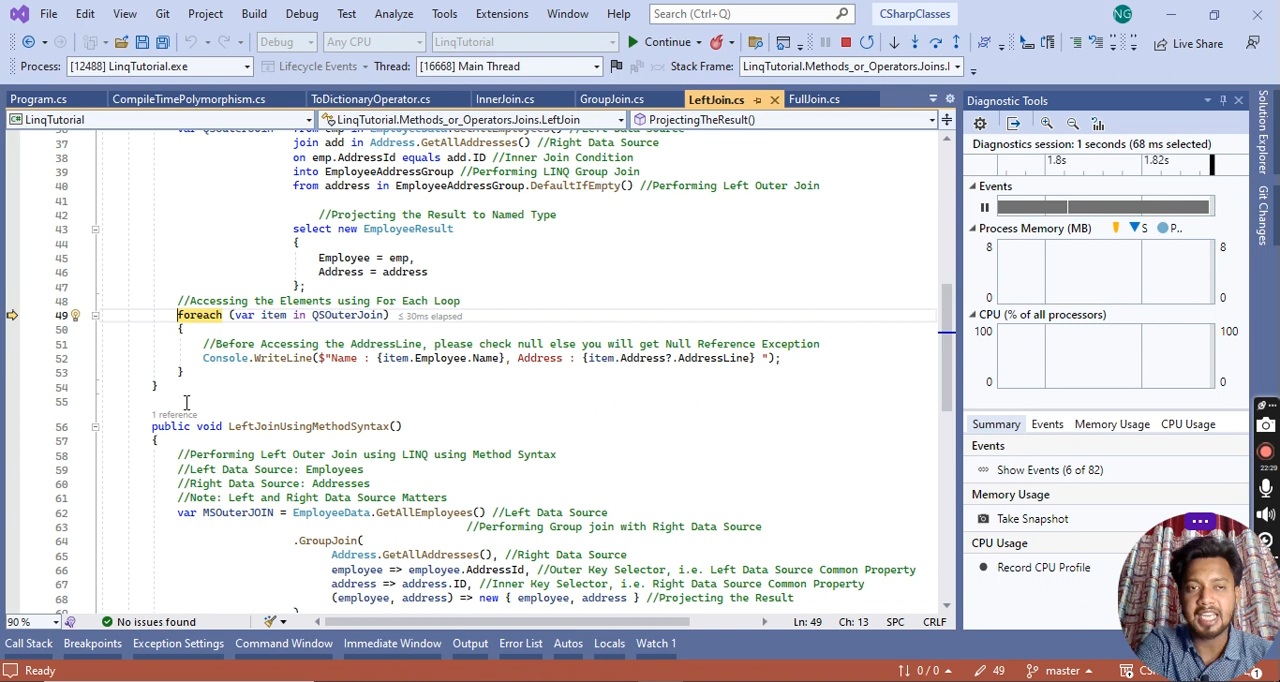 File Edit View Git Project Build Debug Test Analyze Tools Extensions Window Help Search (Ctrl+Q) CSharpClasses NG
Debug Any CPU LinqTutorial Continue Live Share
Process: [12488] LinqTutorial.exe Lifecycle Events Thread: [16668] Main Thread Stack Frame: LinqTutorial.Methods_or_Operators.Joins.l
Program.cs CompileTimePolymorphism.cs ToDictionaryOperator.cs InnerJoin.cs GroupJoin.cs LeftJoin.cs FullJoin.cs
LinqTutorial LinqTutorial.Methods_or_Operators.Joins.LeftJoin ProjectingTheResult()
37 join add in Address.GetAllAddresses() //Right Data Source
38 on emp.AddressId equals add.ID //Inner Join Condition
39 into EmployeeAddressGroup //Performing LINQ Group Join
40 from address in EmployeeAddressGroup.DefaultIfEmpty() //Performing Left Outer Join
41
42 //Projecting the Result to Named Type
43 select new EmployeeResult
44 {
45 Employee = emp,
46 Address = address
47 };
48 //Accessing the Elements using For Each Loop
49 foreach (var item in QSOuterJoin) ≤ 30ms elapsed
50 {
51 //Before Accessing the AddressLine, please check null else you will get Null Reference Exception
52 Console.WriteLine($"Name : {item.Employee.Name}, Address : {item.Address?.AddressLine} ");
53 }
54 }
55
1 reference
56 public void LeftJoinUsingMethodSyntax()
57 {
58 //Performing Left Outer Join using LINQ using Method Syntax
59 //Left Data Source: Employees
60 //Right Data Source: Addresses
61 //Note: Left and Right Data Source Matters
62 var MSOuterJOIN = EmployeeData.GetAllEmployees() //Left Data Source
63 //Performing Group join with Right Data Source
64 .GroupJoin(
65 Address.GetAllAddresses(), //Right Data Source
66 employee => employee.AddressId, //Outer Key Selector, i.e. Left Data Source Common Property
67 address => address.ID, //Inner Key Selector, i.e. Right Data Source Common Property
68 (employee, address) => new { employee, address } //Projecting the Result
90 % No issues found Ln: 49 Ch: 13 SPC CRLF
Diagnostic Tools
Diagnostics session: 1 seconds (68 ms selected)
1.8s 1.82s
Events
Process Memory (MB) S P..
8 8
0 0
CPU (% of all processors)
100 100
0 0
Summary Events Memory Usage CPU Usage
Events
Show Events (6 of 82)
Memory Usage
Take Snapshot
CPU Usage
Record CPU Profile
Solution Explorer
Git Changes
22:29
Call Stack Breakpoints Exception Settings Command Window Immediate Window Output Error List Autos Locals Watch 1
Ready 0 / 0 49 master 1